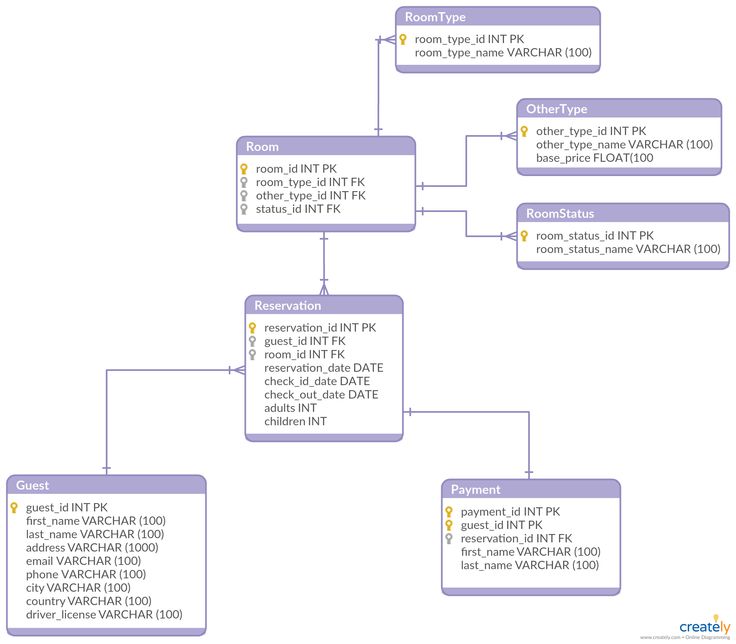 RoomType
room_type_id INT PK
room_type_name VARCHAR (100)
OtherType
other_type_id INT PK
other_type_name VARCHAR (100)
base_price FLOAT(100
Room
room_id INT PK
room_type_id INT FK
other_type_id INT FK
status_id INT FK
RoomStatus
room_status_id INT PK
room_status_name VARCHAR (100)
Reservation
reservation_id INT PK
guest_id INT FK
room_id INT FK
reservation_date DATE
check_id_date DATE
check_out_date DATE
adults INT
children INT
Guest
guest_id INT PK
first_name VARCHAR (100)
last_name VARCHAR (100)
address VARCHAR (1000)
email VARCHAR (100)
phone VARCHAR (100)
city VARCHAR (100)
country VARCHAR (100)
driver_license VARCHAR (100)
Payment
payment_id INT PK
guest_id INT PK
reservation_id INT FK
first_name VARCHAR (100)
last_name VARCHAR (100)
creately
www.creately.com • Online Diagramming